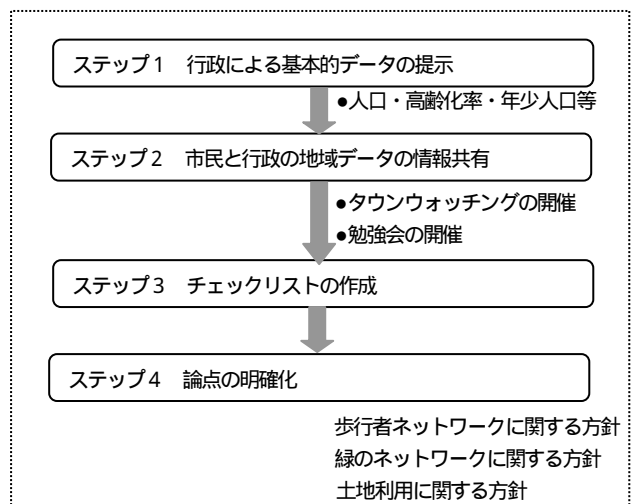 ステップ1　行政による基本的データの提示
●人口・高齢化率・年少人口等
ステップ2　市民と行政の地域データの情報共有
●タウンウォッチングの開催
●勉強会の開催
ステップ3　チェックリストの作成
ステップ4　論点の明確化
歩行者ネットワークに関する方針
緑のネットワークに関する方針
土地利用に関する方針